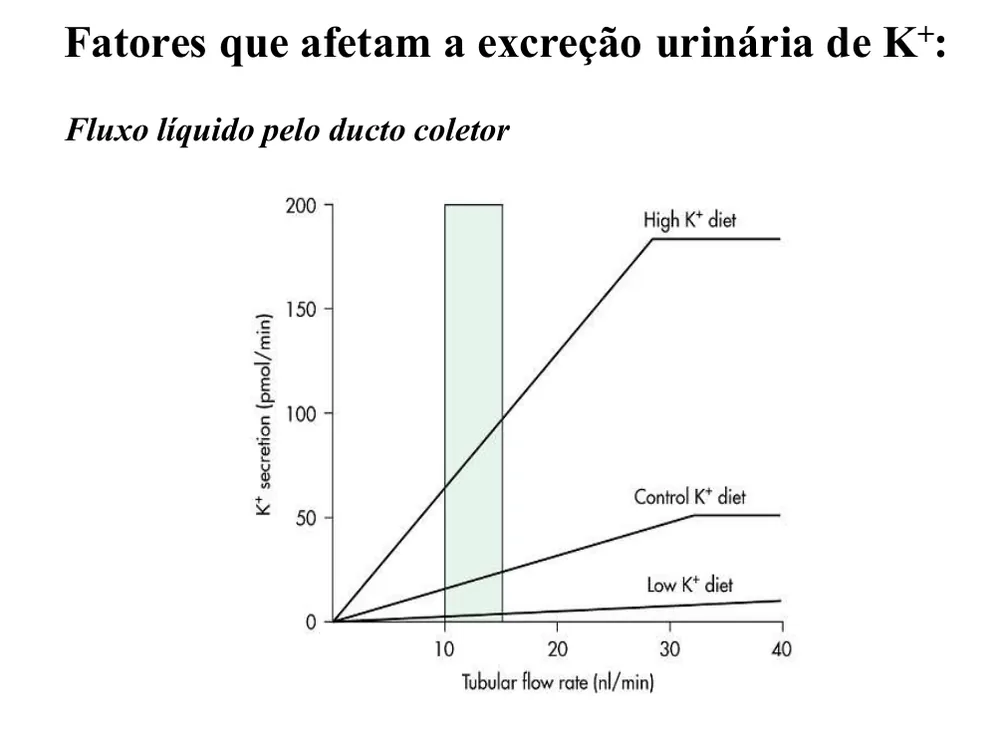 Fatores que afetam a excreção urinária de K⁺:
Fluxo líquido pelo ducto coletor
200
150
100
50
0
K⁺ secretion (pmol/min)
High K⁺ diet
Control K⁺ diet
Low K⁺ diet
10 20 30 40
Tubular flow rate (nl/min)